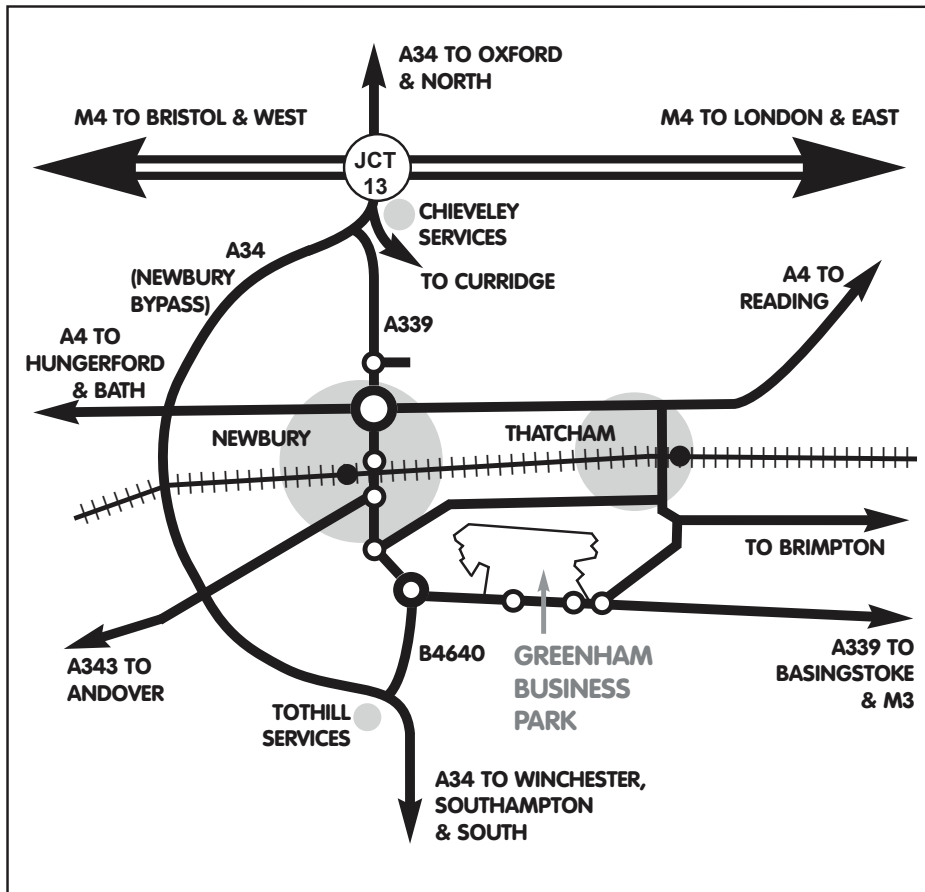 A34 TO OXFORD
& NORTH
M4 TO BRISTOL & WEST
M4 TO LONDON & EAST
JCT
13
CHIEVELEY
SERVICES
A34
(NEWBURY
BYPASS)
TO CURRIDGE
A4 TO
READING
A339
A4 TO
HUNGERFORD
& BATH
NEWBURY
THATCHAM
TO BRIMPTON
B4640
GREENHAM
BUSINESS
PARK
A339 TO
BASINGSTOKE
& M3
A343 TO
ANDOVER
TOTHILL
SERVICES
A34 TO WINCHESTER,
SOUTHAMPTON
& SOUTH